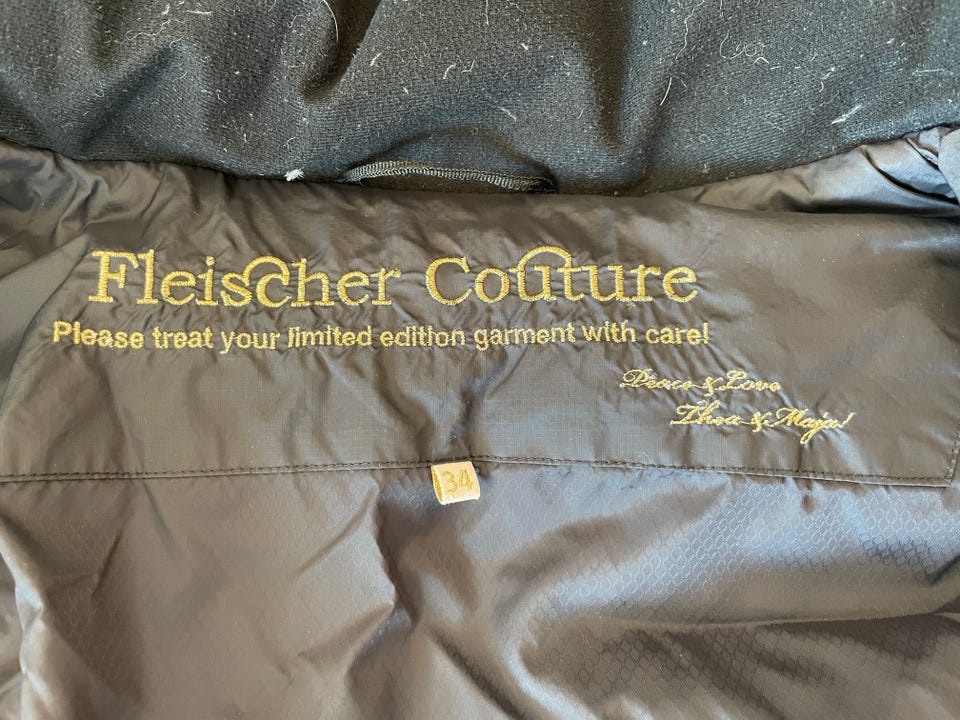 Fleischer Couture
Please treat your limited edition garment with care!
Peace & Love
Thea & Maja!
34